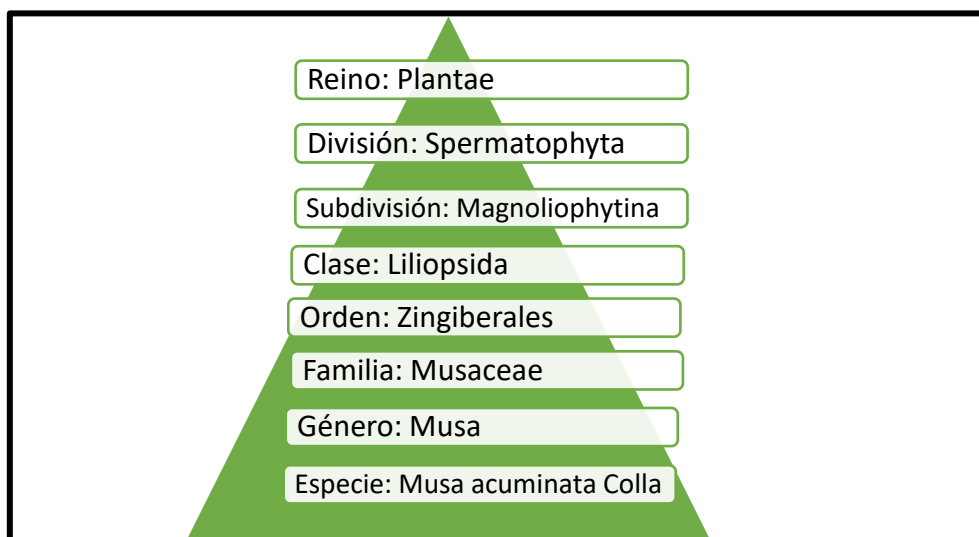 Reino: Plantae
División: Spermatophyta
Subdivisión: Magnoliophytina
Clase: Liliopsida
Orden: Zingiberales
Familia: Musaceae
Género: Musa
Especie: Musa acuminata Colla